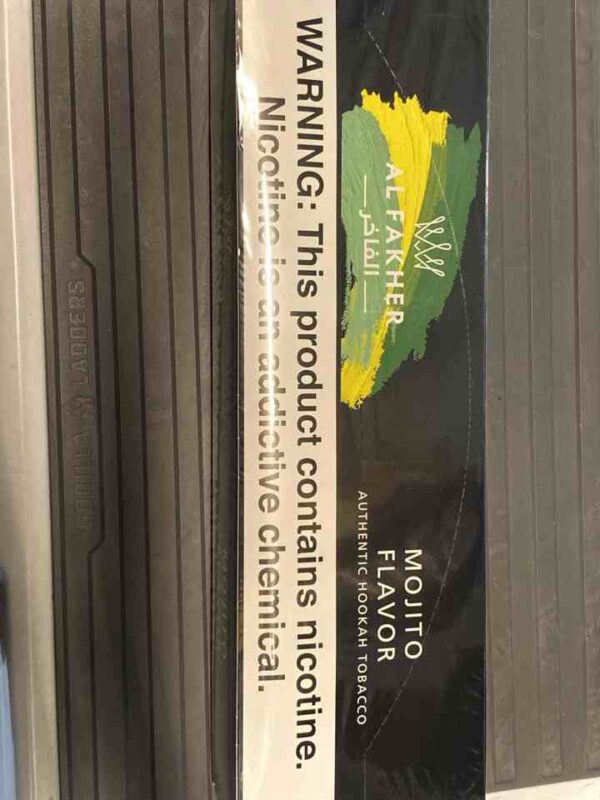 AL FAKHER
الفاخر
MOJITO
FLAVOR
AUTHENTIC HOOKAH TOBACCO
WARNING: This product contains nicotine.
Nicotine is an addictive chemical.
LADDERS